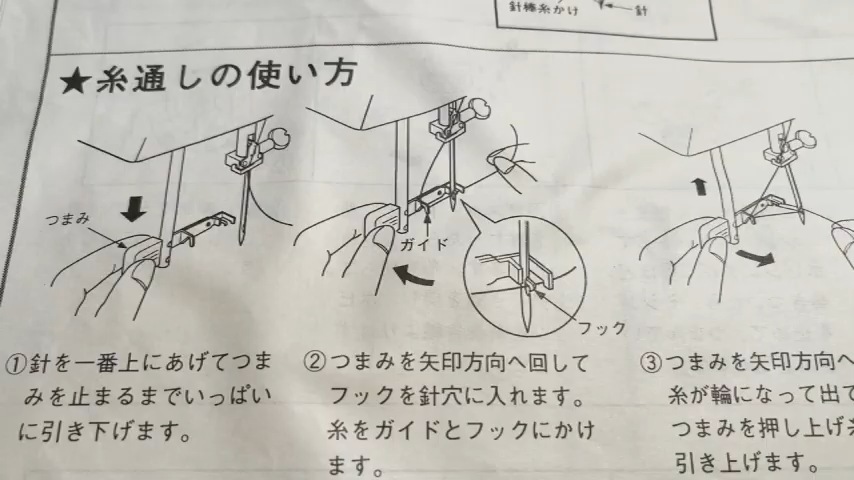 針棒糸かけ
針
★糸通しの使い方
つまみ
ガイド
フック
①針を一番上にあげてつま
みを止まるまでいっぱい
に引き下げます。
②つまみを矢印方向へ回して
フックを針穴に入れます。
糸をガイドとフックにかけ
ます。
③つまみを矢印方向へ
糸が輪になって出て
つまみを押し上げ糸
引き上げます。